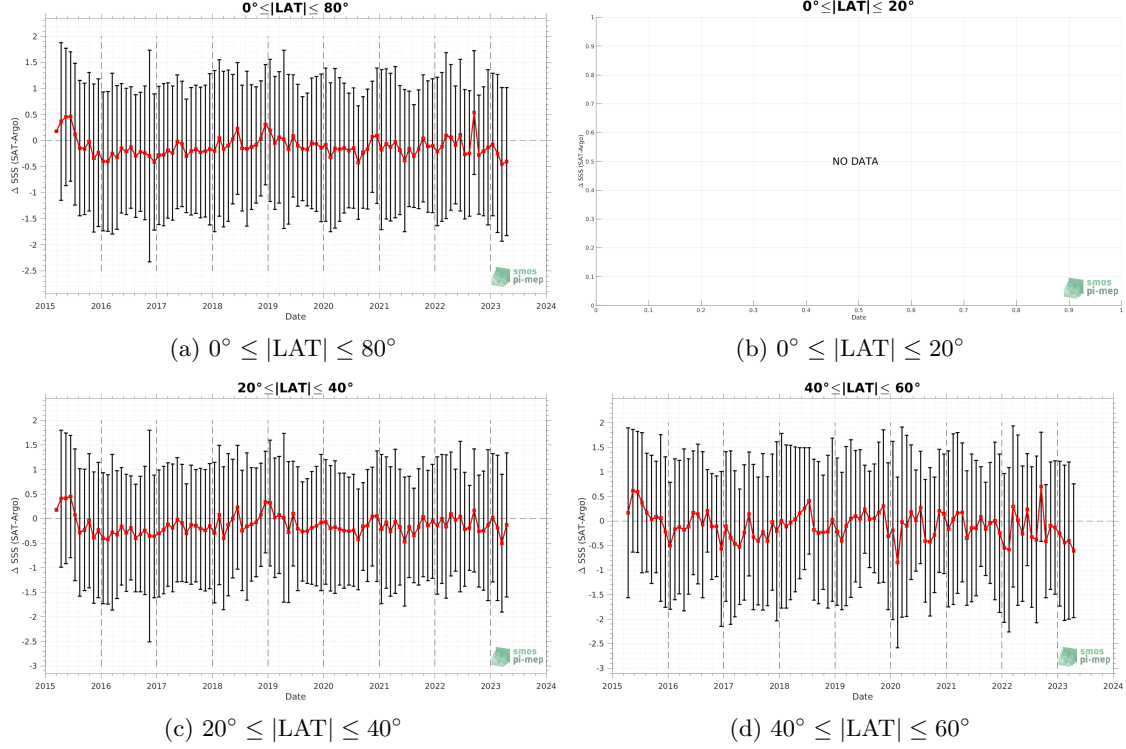 0°≤|LAT|≤ 80°
2
1.5
1
0.5
0
-0.5
-1
-1.5
-2
-2.5
Δ SSS (SAT-Argo)
2015 2016 2017 2018 2019 2020 2021 2022 2023 2024
Date
smos
pi-mep
(a) 0° ≤ |LAT| ≤ 80°
0°≤|LAT|≤ 20°
1
0.9
0.8
0.7
0.6
0.5
0.4
0.3
0.2
0.1
0
Δ SSS (SAT-Argo)
NO DATA
0 0.1 0.2 0.3 0.4 0.5 0.6 0.7 0.8 0.9 1
Date
smos
pi-mep
(b) 0° ≤ |LAT| ≤ 20°
20°≤|LAT|≤ 40°
2
1.5
1
0.5
0
-0.5
-1
-1.5
-2
-2.5
-3
Δ SSS (SAT-Argo)
2015 2016 2017 2018 2019 2020 2021 2022 2023 2024
Date
smos
pi-mep
(c) 20° ≤ |LAT| ≤ 40°
40°≤|LAT|≤ 60°
2
1.5
1
0.5
0
-0.5
-1
-1.5
-2
-2.5
-3
Δ SSS (SAT-Argo)
2015 2016 2017 2018 2019 2020 2021 2022 2023 2024
Date
smos
pi-mep
(d) 40° ≤ |LAT| ≤ 60°